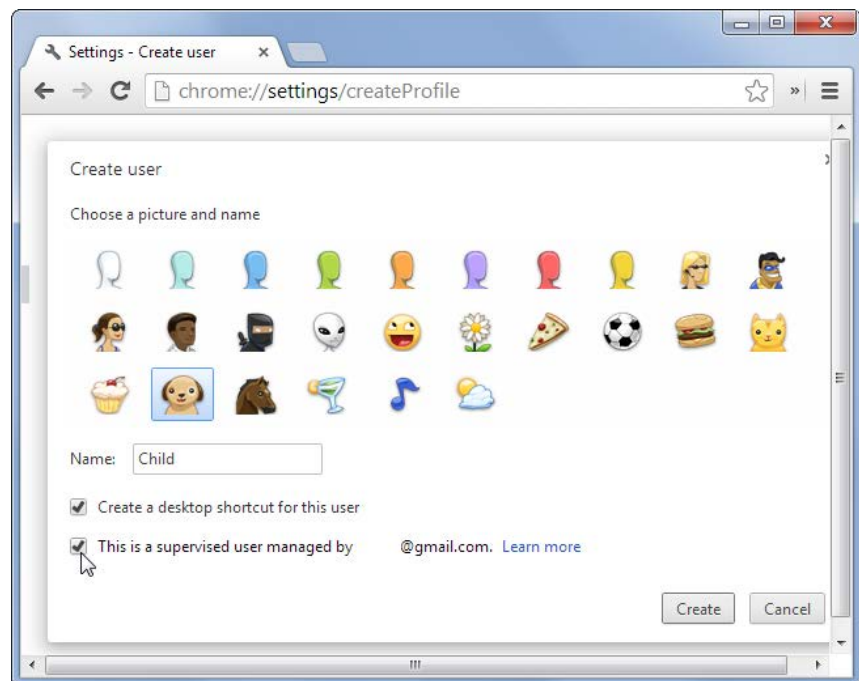 Settings - Create user
chrome://settings/createProfile
Create user
Choose a picture and name
Name: Child
Create a desktop shortcut for this user
This is a supervised user managed by @gmail.com. Learn more
Create Cancel